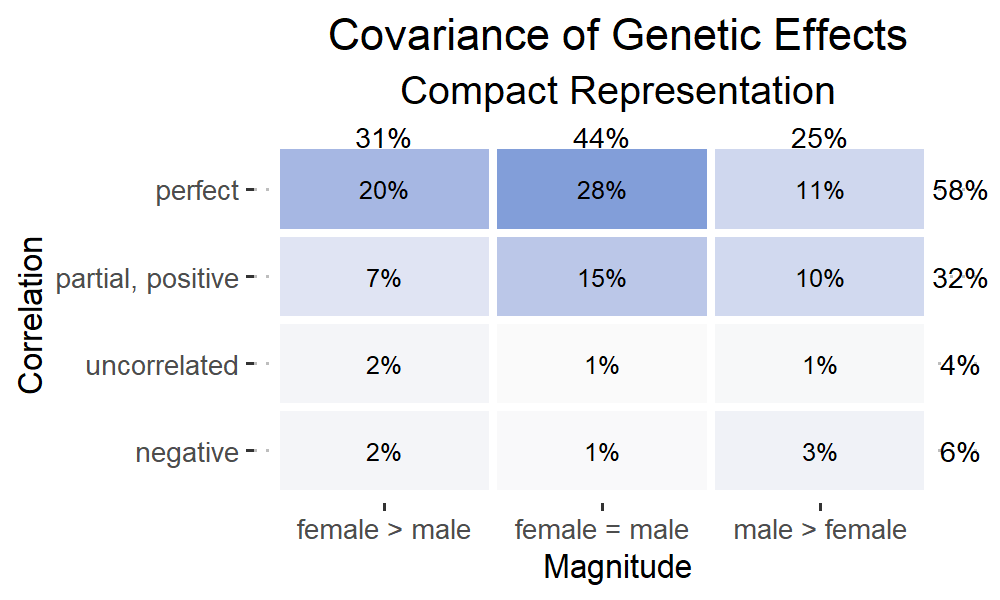 Covariance of Genetic Effects
Compact Representation
31% 44% 25%
perfect 20% 28% 11% 58%
partial, positive 7% 15% 10% 32%
uncorrelated 2% 1% 1% 4%
negative 2% 1% 3% 6%
female > male female = male male > female
Magnitude
Correlation